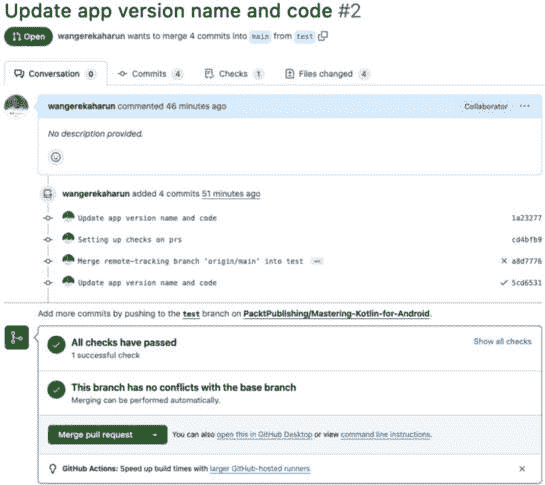 Update app version name and code #2
Open wangerekaharun wants to merge 4 commits into main from test
Conversation 0 Commits 4 Checks 1 Files changed 4
wangerekaharun commented 46 minutes ago Collaborator ...
No description provided.
wangerekaharun added 4 commits 51 minutes ago
Update app version name and code 1a23277
Setting up checks on prs cd4bfb9
Merge remote-tracking branch 'origin/main' into test ... a8d7776
Update app version name and code 5cd6531
Add more commits by pushing to the test branch on PacktPublishing/Mastering-Kotlin-for-Android.
All checks have passed Show all checks
1 successful check
This branch has no conflicts with the base branch
Merging can be performed automatically.
Merge pull request You can also open this in GitHub Desktop or view command line instructions.
GitHub Actions: Speed up build times with larger GitHub-hosted runners